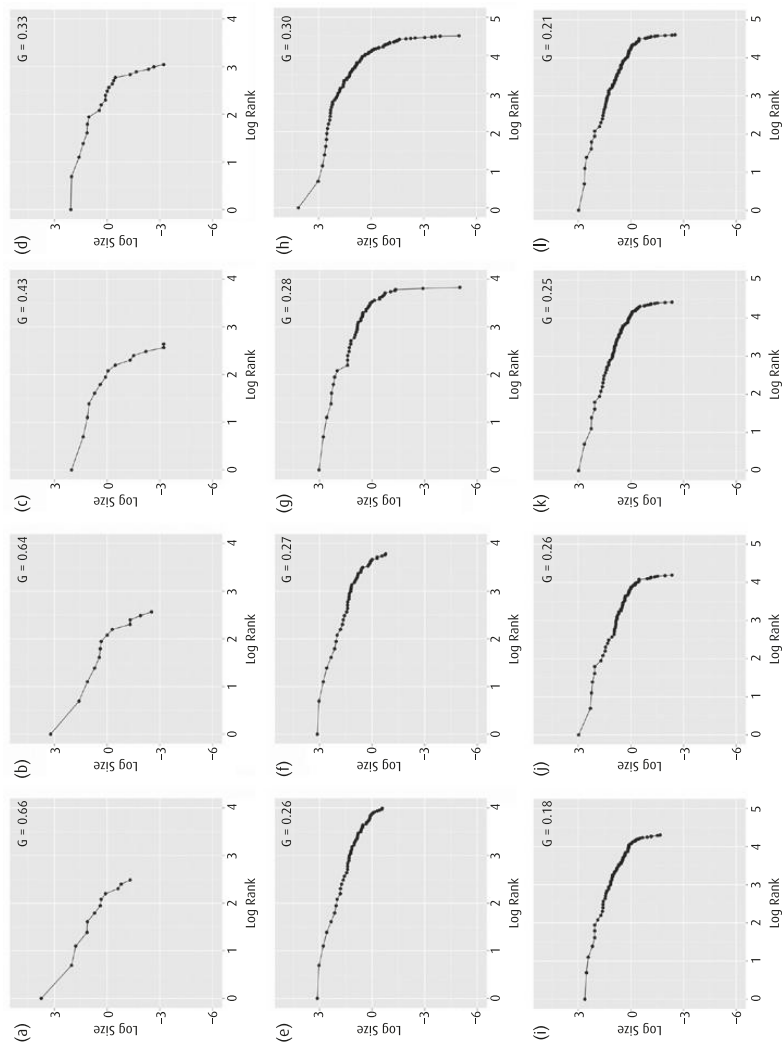 (a)
G = 0.66
Log Size
3
0
−3
−6
0 1 2 3 4
Log Rank
(b)
G = 0.64
Log Size
3
0
−3
−6
0 1 2 3 4
Log Rank
(c)
G = 0.43
Log Size
3
0
−3
−6
0 1 2 3 4
Log Rank
(d)
G = 0.33
Log Size
3
0
−3
−6
0 1 2 3 4
Log Rank
(e)
G = 0.26
Log Size
3
0
−3
−6
0 1 2 3 4
Log Rank
(f)
G = 0.27
Log Size
3
0
−3
−6
0 1 2 3 4
Log Rank
(g)
G = 0.28
Log Size
3
0
−3
−6
0 1 2 3 4
Log Rank
(h)
G = 0.30
Log Size
3
0
−3
−6
0 1 2 3 4 5
Log Rank
(i)
G = 0.18
Log Size
3
0
−3
−6
0 1 2 3 4 5
Log Rank
(j)
G = 0.26
Log Size
3
0
−3
−6
0 1 2 3 4 5
Log Rank
(k)
G = 0.25
Log Size
3
0
−3
−6
0 1 2 3 4 5
Log Rank
(l)
G = 0.21
Log Size
3
0
−3
−6
0 1 2 3 4 5
Log Rank